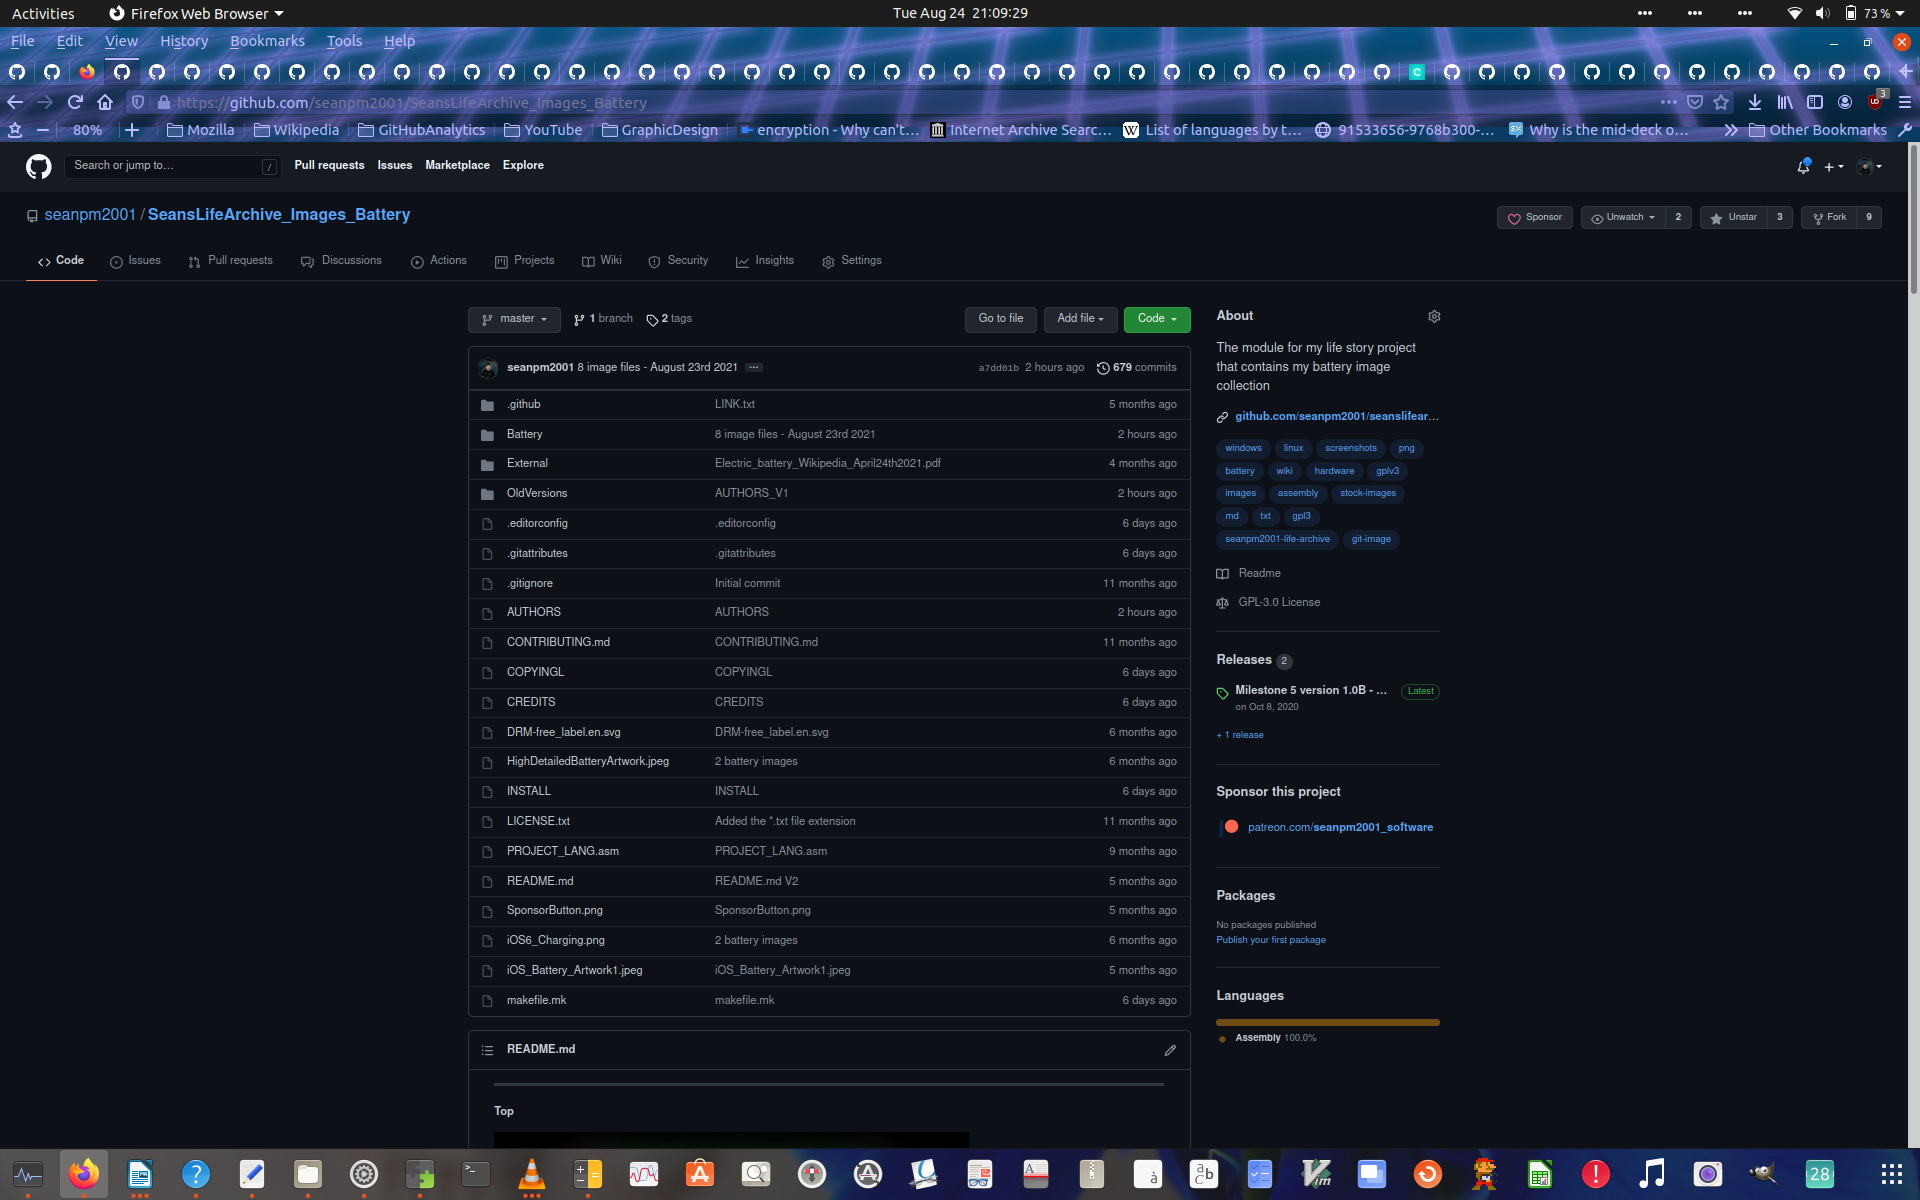 Activities Firefox Web Browser Tue Aug 24 21:09:29 73 %
File Edit View History Bookmarks Tools Help
https://github.com/seanpm2001/SeansLifeArchive_Images_Battery 3
80% Mozilla Wikipedia GitHubAnalytics YouTube GraphicDesign encryption - Why can't… Internet Archive Searc… List of languages by t… 91533656-9768b300-… Why is the mid-deck o… Other Bookmarks
Search or jump to… / Pull requests Issues Marketplace Explore
seanpm2001 / SeansLifeArchive_Images_Battery
Sponsor Unwatch 2 Unstar 3 Fork 9
Code Issues Pull requests Discussions Actions Projects Wiki Security Insights Settings
master 1 branch 2 tags Go to file Add file Code
seanpm2001 8 image files - August 23rd 2021 … a7dd01b 2 hours ago 679 commits
.github LINK.txt 5 months ago
Battery 8 image files - August 23rd 2021 2 hours ago
External Electric_battery_Wikipedia_April24th2021.pdf 4 months ago
OldVersions AUTHORS_V1 2 hours ago
.editorconfig .editorconfig 6 days ago
.gitattributes .gitattributes 6 days ago
.gitignore Initial commit 11 months ago
AUTHORS AUTHORS 2 hours ago
CONTRIBUTING.md CONTRIBUTING.md 11 months ago
COPYINGL COPYINGL 6 days ago
CREDITS CREDITS 6 days ago
DRM-free_label.en.svg DRM-free_label.en.svg 6 months ago
HighDetailedBatteryArtwork.jpeg 2 battery images 6 months ago
INSTALL INSTALL 6 days ago
LICENSE.txt Added the *.txt file extension 11 months ago
PROJECT_LANG.asm PROJECT_LANG.asm 9 months ago
README.md README.md V2 5 months ago
SponsorButton.png SponsorButton.png 5 months ago
iOS6_Charging.png 2 battery images 6 months ago
iOS_Battery_Artwork1.jpeg iOS_Battery_Artwork1.jpeg 5 months ago
makefile.mk makefile.mk 6 days ago
README.md
Top
About
The module for my life story project
that contains my battery image
collection
github.com/seanpm2001/seanslifear…
windows linux screenshots png
battery wiki hardware gplv3
images assembly stock-images
md txt gpl3
seanpm2001-life-archive git-image
Readme
GPL-3.0 License
Releases 2
Milestone 5 version 1.0B - … Latest
on Oct 8, 2020
+ 1 release
Sponsor this project
patreon.com/seanpm2001_software
Packages
No packages published
Publish your first package
Languages
Assembly 100.0%
28